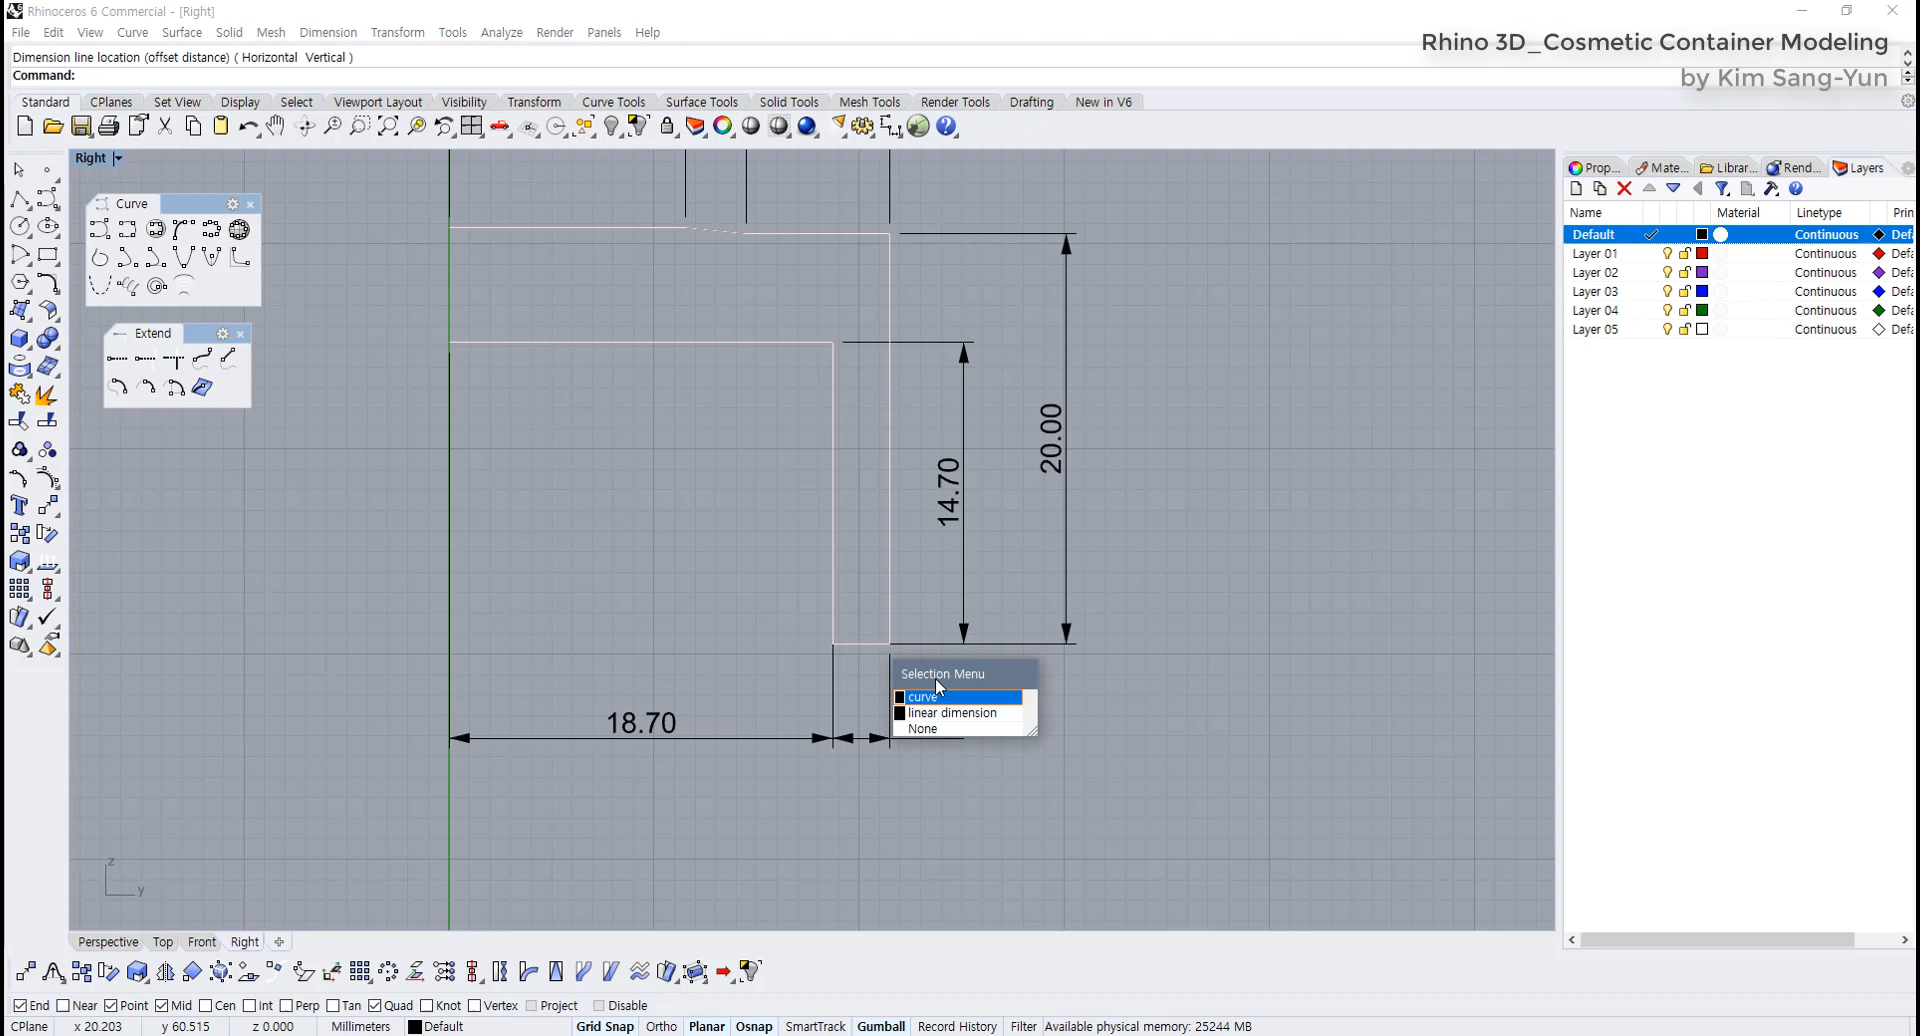 Rhinoceros 6 Commercial - [Right]
File Edit View Curve Surface Solid Mesh Dimension Transform Tools Analyze Render Panels Help
Rhino 3D_Cosmetic Container Modeling
by Kim Sang-Yun
Dimension line location (offset distance) ( Horizontal Vertical )
Command:
Standard CPlanes Set View Display Select Viewport Layout Visibility Transform Curve Tools Surface Tools Solid Tools Mesh Tools Render Tools Drafting New in V6
Right
Prop... Mate... Librar... Rend... Layers
Curve
Name Material Linetype Prin
Default Continuous Defa
Layer 01 Continuous Defa
Layer 02 Continuous Defa
Layer 03 Continuous Defa
Layer 04 Continuous Defa
Layer 05 Continuous Defa
Extend
20.00
14.70
Selection Menu
curve
linear dimension
None
18.70
z
y
Perspective Top Front Right
End Near Point Mid Cen Int Perp Tan Quad Knot Vertex Project Disable
CPlane x 20.203 y 60.515 z 0.000 Millimeters Default Grid Snap Ortho Planar Osnap SmartTrack Gumball Record History Filter Available physical memory: 25244 MB